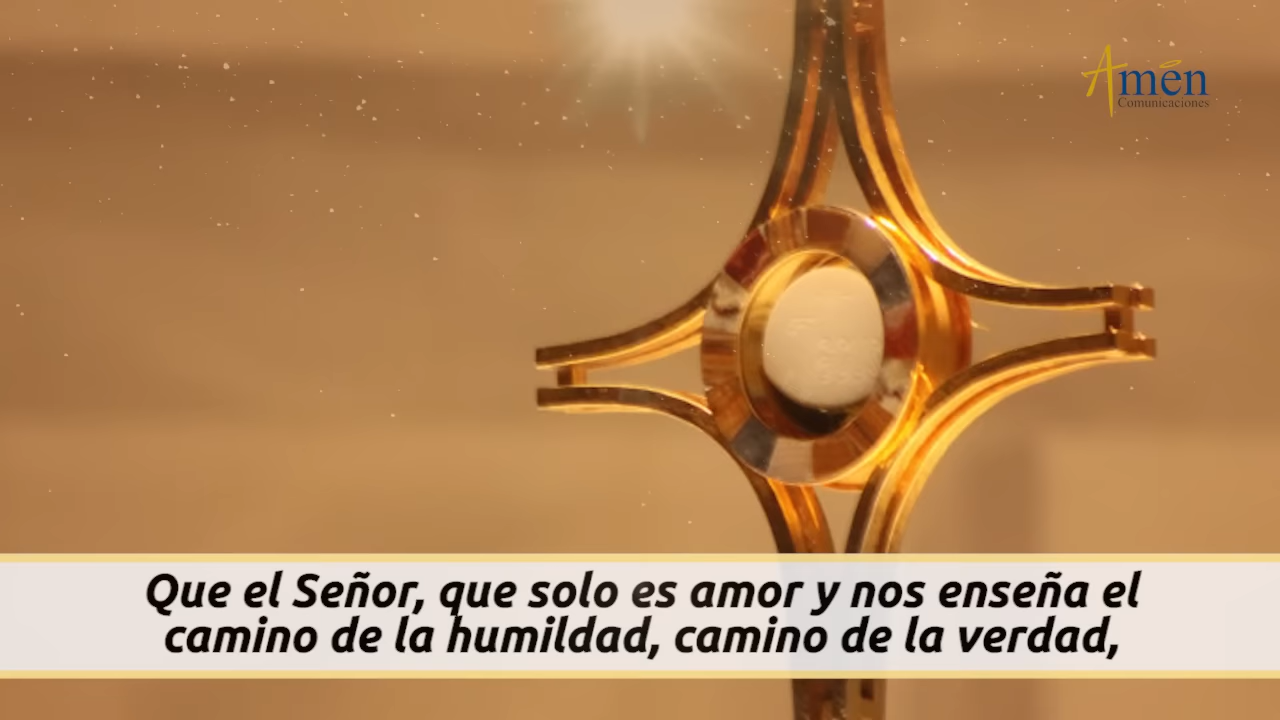 Amén
Comunicaciones
Que el Señor, que solo es amor y nos enseña el
camino de la humildad, camino de la verdad,